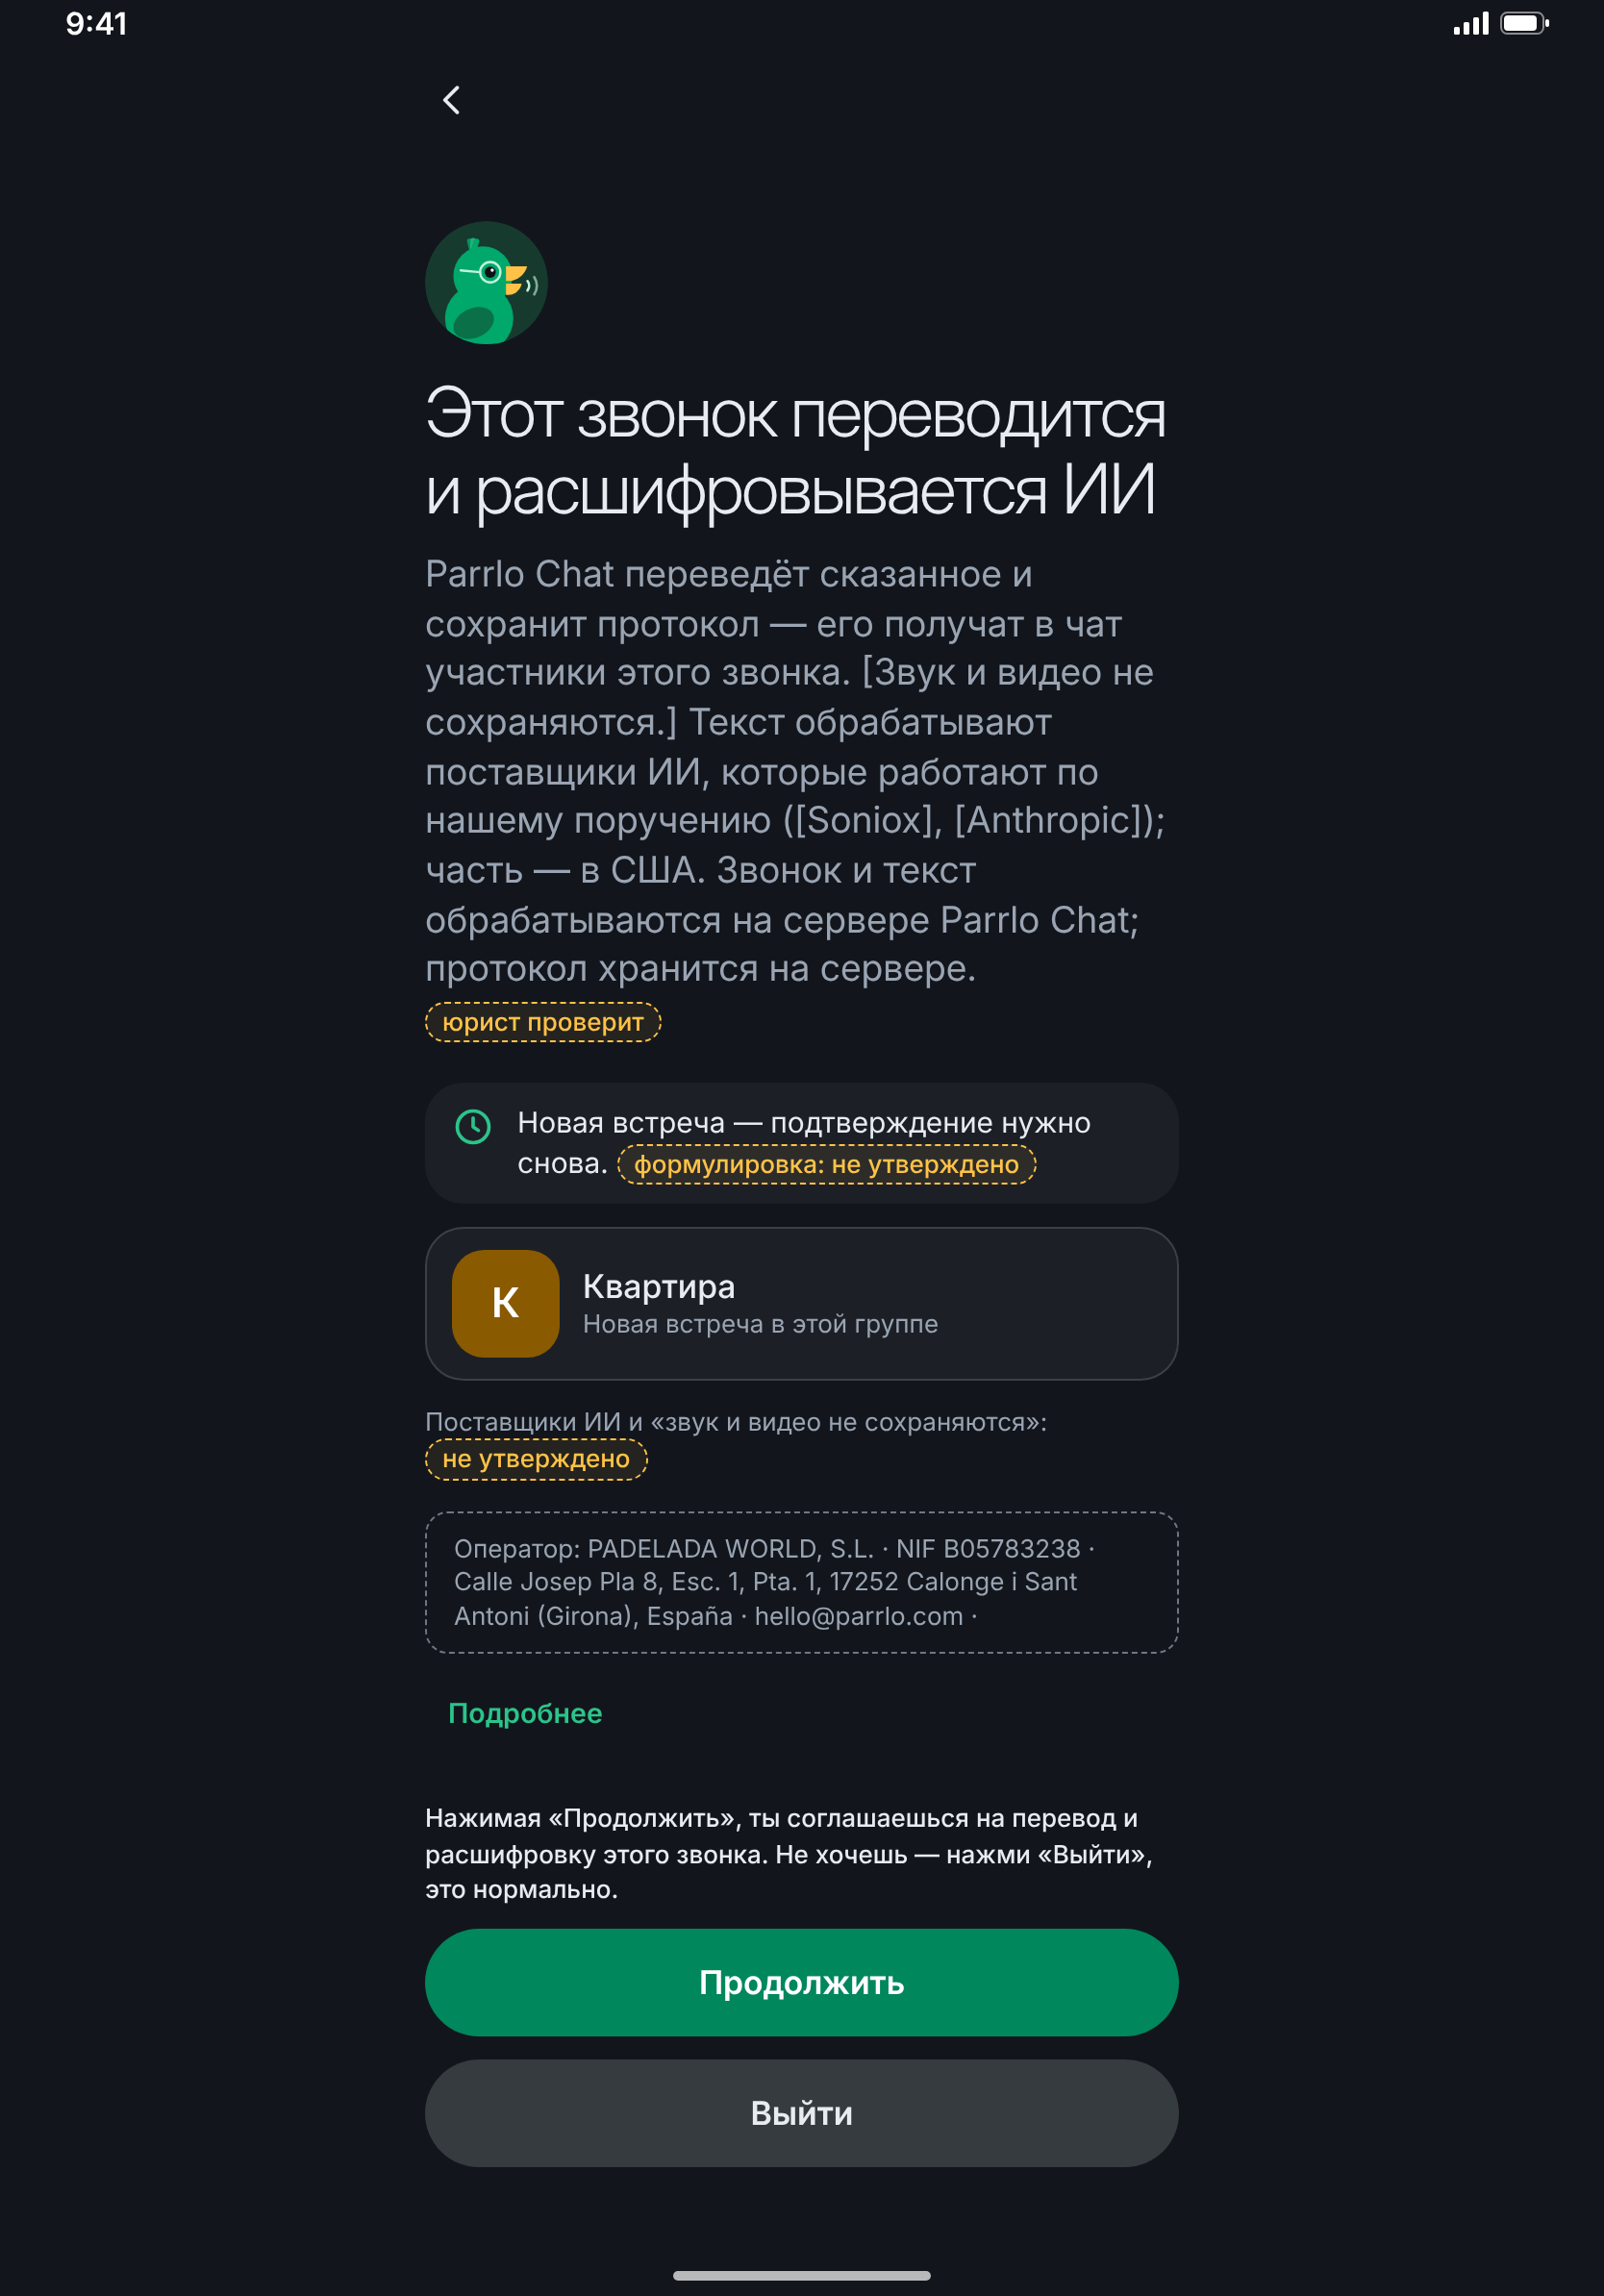 9:41
Этот звонок переводится
и расшифровывается ИИ
Parrlo Chat переведёт сказанное и
сохранит протокол — его получат в чат
участники этого звонка. [Звук и видео не
сохраняются.] Текст обрабатывают
поставщики ИИ, которые работают по
нашему поручению ([Soniox], [Anthropic]);
часть — в США. Звонок и текст
обрабатываются на сервере Parrlo Chat;
протокол хранится на сервере.
юрист проверит
Новая встреча — подтверждение нужно
снова. формулировка: не утверждено
К
Квартира
Новая встреча в этой группе
Поставщики ИИ и «звук и видео не сохраняются»:
не утверждено
Оператор: PADELADA WORLD, S.L. · NIF B05783238 ·
Calle Josep Pla 8, Esc. 1, Pta. 1, 17252 Calonge i Sant
Antoni (Girona), España · hello@parrlo.com ·
Подробнее
Нажимая «Продолжить», ты соглашаешься на перевод и
расшифровку этого звонка. Не хочешь — нажми «Выйти»,
это нормально.
Продолжить
Выйти